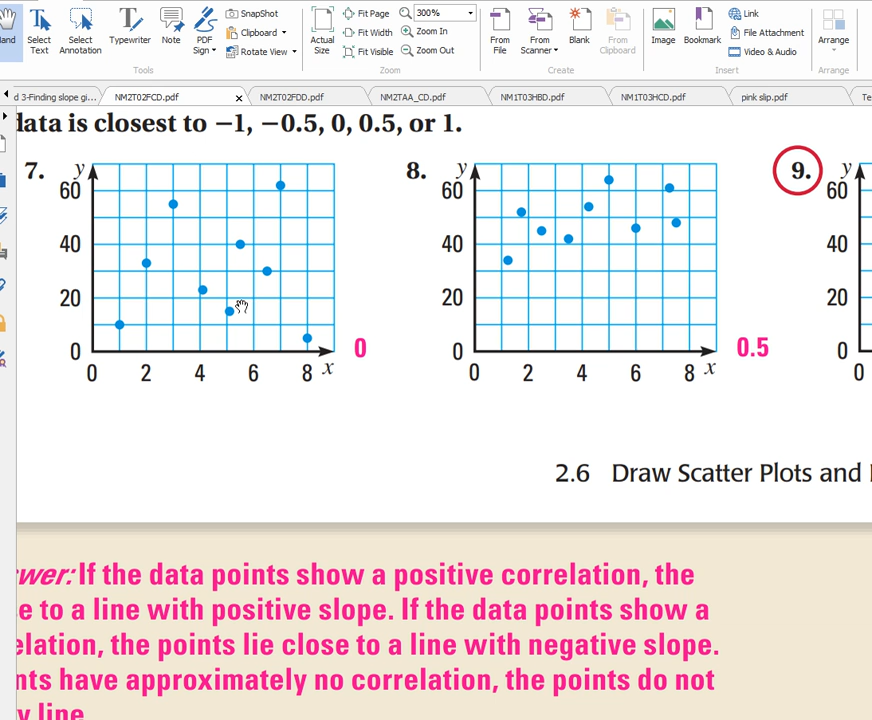 Hand
Select Text
Select Annotation
Typewriter
Note
PDF Sign
SnapShot
Clipboard
Rotate View
Tools
Actual Size
Fit Page
Fit Width
Fit Visible
300%
Zoom In
Zoom Out
Zoom
From File
From Scanner
Blank
From Clipboard
Create
Image
Bookmark
Link
File Attachment
Video & Audio
Insert
Arrange
Arrange
d 3-Finding slope gi...
NM2T02FCD.pdf
x
NM2T02FDD.pdf
NM2TAA_CD.pdf
NM1T03HBD.pdf
NM1T03HCD.pdf
pink slip.pdf
Te
data is closest to −1, −0.5, 0, 0.5, or 1.
7. y
60
40
20
0
0 2 4 6 8 x
0
8. y
60
40
20
0
0 2 4 6 8 x
0.5
9. y
60
40
20
0
0
2.6 Draw Scatter Plots and
wer: If the data points show a positive correlation, the
e to a line with positive slope. If the data points show a
elation, the points lie close to a line with negative slope.
nts have approximately no correlation, the points do not
y line